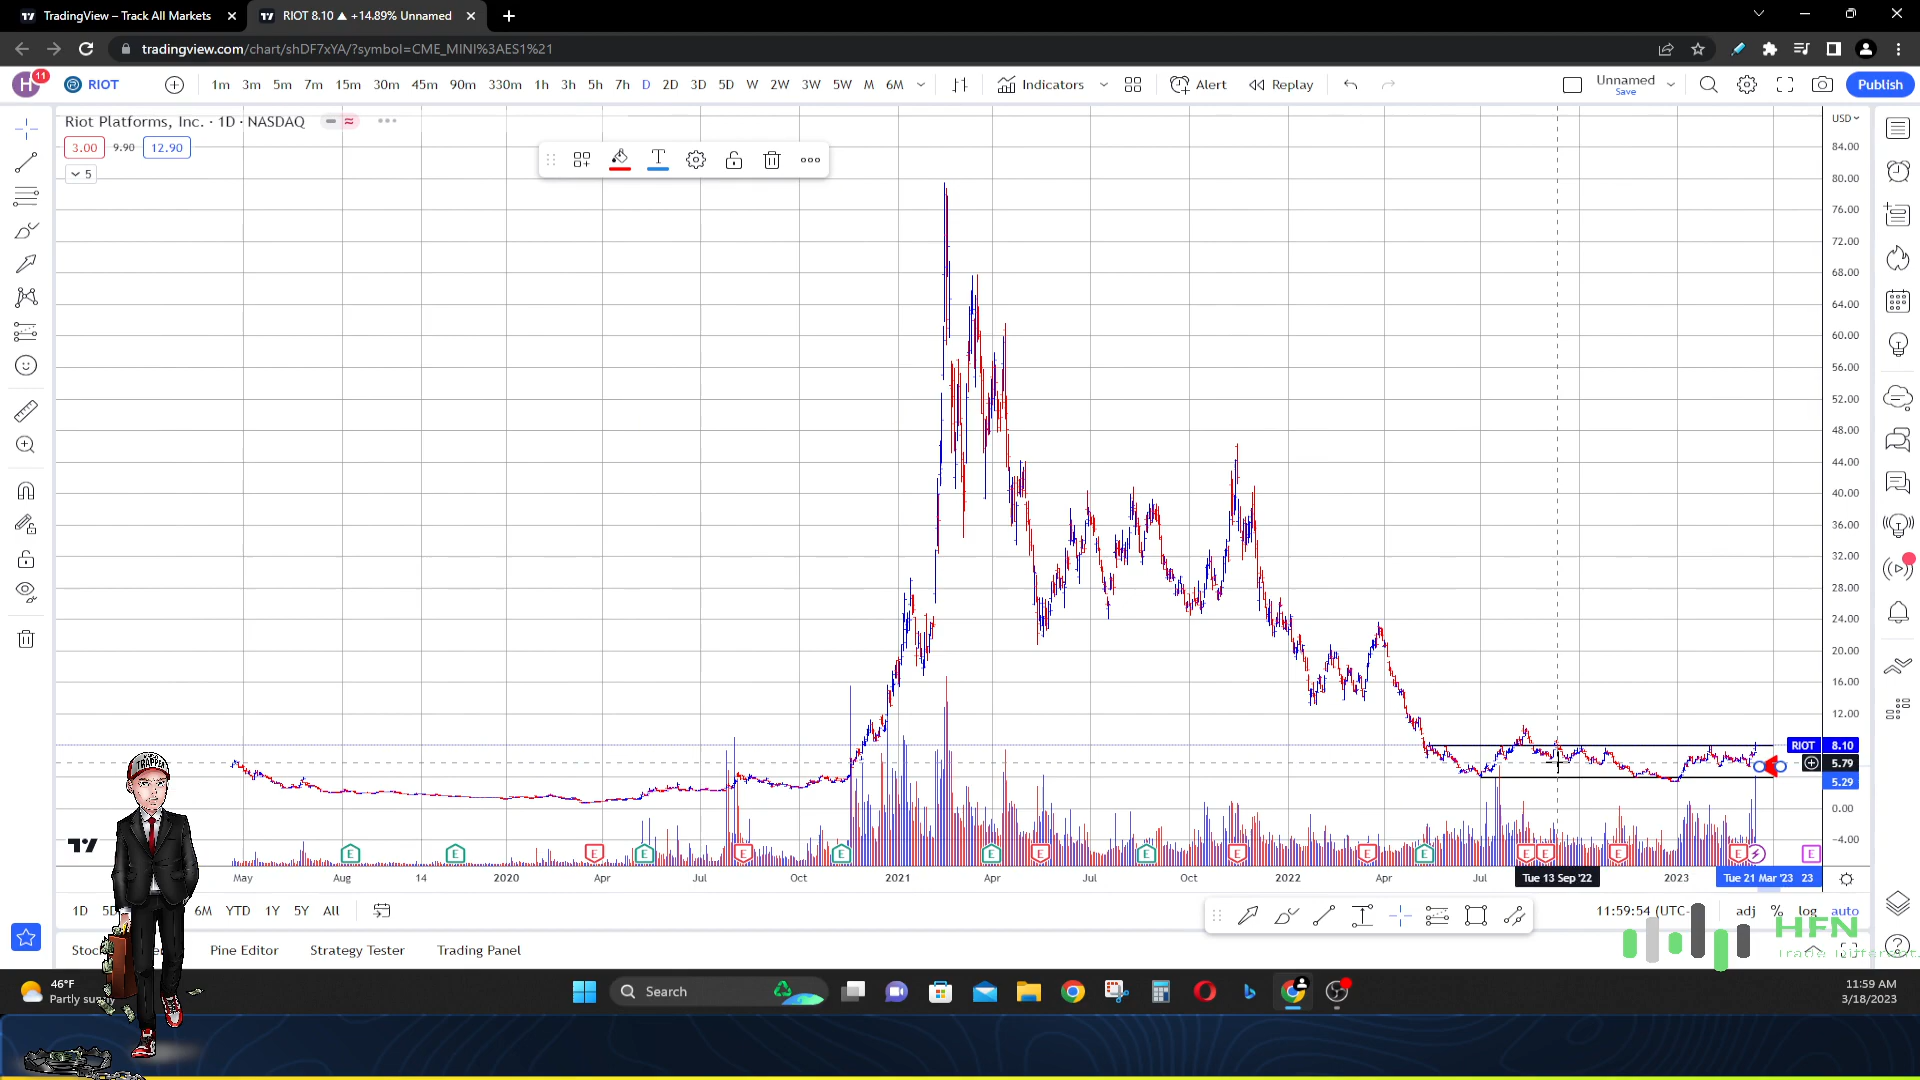 TradingView – Track All Markets
RIOT 8.10 ▲ +14.89% Unnamed
tradingview.com/chart/shDF7xYA/?symbol=CME_MINI%3AES1%21
H 11 RIOT 1m 3m 5m 7m 15m 30m 45m 90m 330m 1h 3h 5h 7h D 2D 3D 5D W 2W 3W 5W M 6M Indicators Alert Replay Unnamed Save Publish
Riot Platforms, Inc. · 1D · NASDAQ
3.00 9.90 12.90
5
USD
84.00
80.00
76.00
72.00
68.00
64.00
60.00
56.00
52.00
48.00
44.00
40.00
36.00
32.00
28.00
24.00
20.00
16.00
12.00
RIOT 8.10
5.79
5.29
0.00
-4.00
TRAPPER
E E E E E E E E E E E E E E E E E E
May Aug 14 2020 Apr Jul Oct 2021 Apr Jul Oct 2022 Apr Jul Tue 13 Sep '22 2023 Tue 21 Mar '23 23
1D 5D 6M YTD 1Y 5Y All
11:59:54 (UTC- adj % log auto
HFN
Pine Editor Strategy Tester Trading Panel
46°F
Partly sunny
Search
11:59 AM
3/18/2023